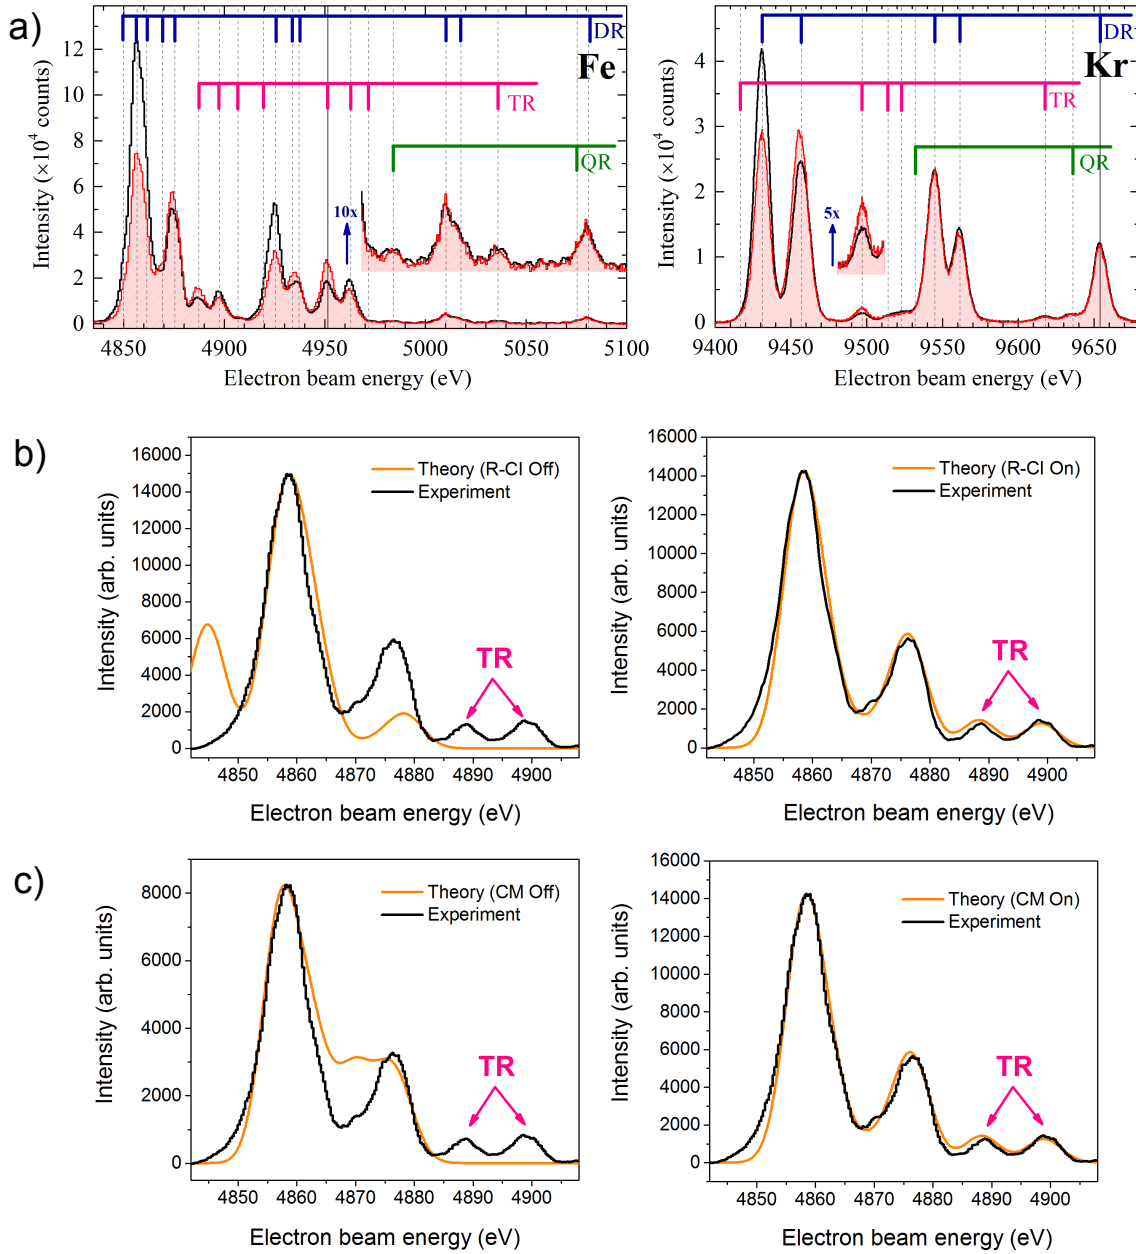 a)
Fe
DR
TR
QR
10x
12
10
8
6
4
2
0
Intensity (×10⁴ counts)
4850 4900 4950 5000 5050 5100
Electron beam energy (eV)
Kr
DR
TR
QR
5x
4
3
2
1
0
Intensity (×10⁴ counts)
9400 9450 9500 9550 9600 9650
Electron beam energy (eV)
b)
16000
14000
12000
10000
8000
6000
4000
2000
0
Intensity (arb. units)
Theory (R-CI Off)
Experiment
TR
4850 4860 4870 4880 4890 4900
Electron beam energy (eV)
16000
14000
12000
10000
8000
6000
4000
2000
0
Intensity (arb. units)
Theory (R-CI On)
Experiment
TR
4850 4860 4870 4880 4890 4900
Electron beam energy (eV)
c)
8000
4000
0
Intensity (arb. units)
Theory (CM Off)
Experiment
TR
4850 4860 4870 4880 4890 4900
Electron beam energy (eV)
16000
14000
12000
10000
8000
6000
4000
2000
0
Intensity (arb. units)
Theory (CM On)
Experiment
TR
4850 4860 4870 4880 4890 4900
Electron beam energy (eV)